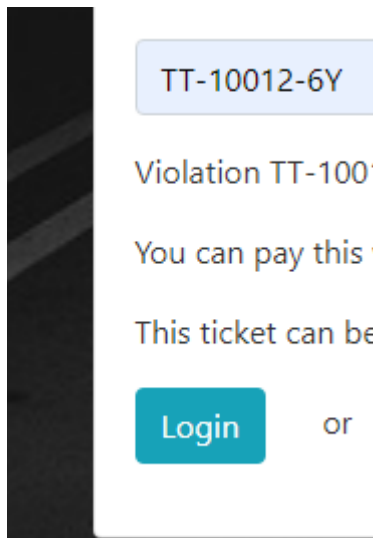 TT-10012-6Y
Violation TT-1001
You can pay this
This ticket can be
Login or